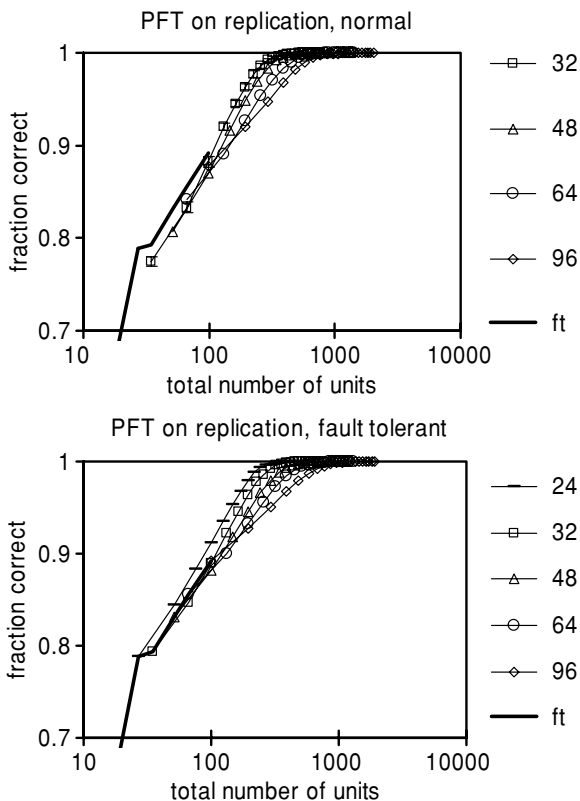 PFT on replication, normal
1
0.9
0.8
0.7
fraction correct
10 100 1000 10000
total number of units
32
48
64
96
ft
PFT on replication, fault tolerant
1
0.9
0.8
0.7
fraction correct
10 100 1000 10000
total number of units
24
32
48
64
96
ft